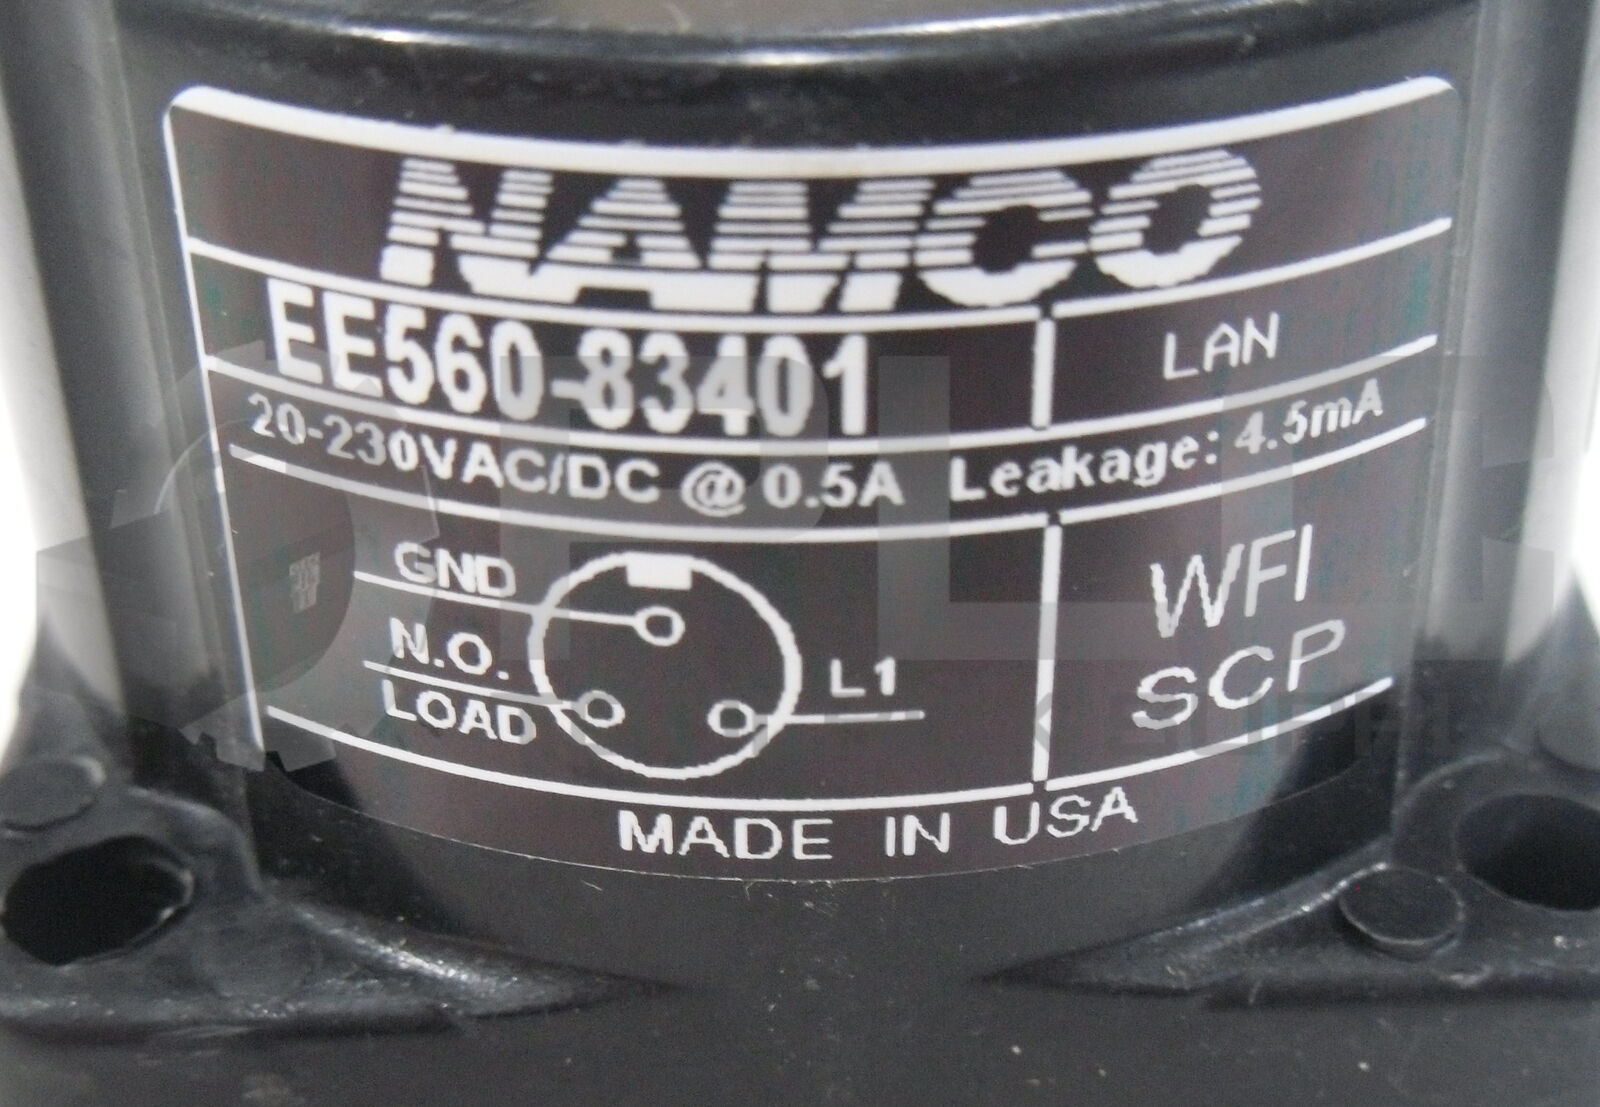 NAMCO
EE560-83401
LAN
20-230VAC/DC @ 0.5A Leakage: 4.5mA
GND
N.O.
LOAD
L1
WFI
SCP
MADE IN USA
PLC